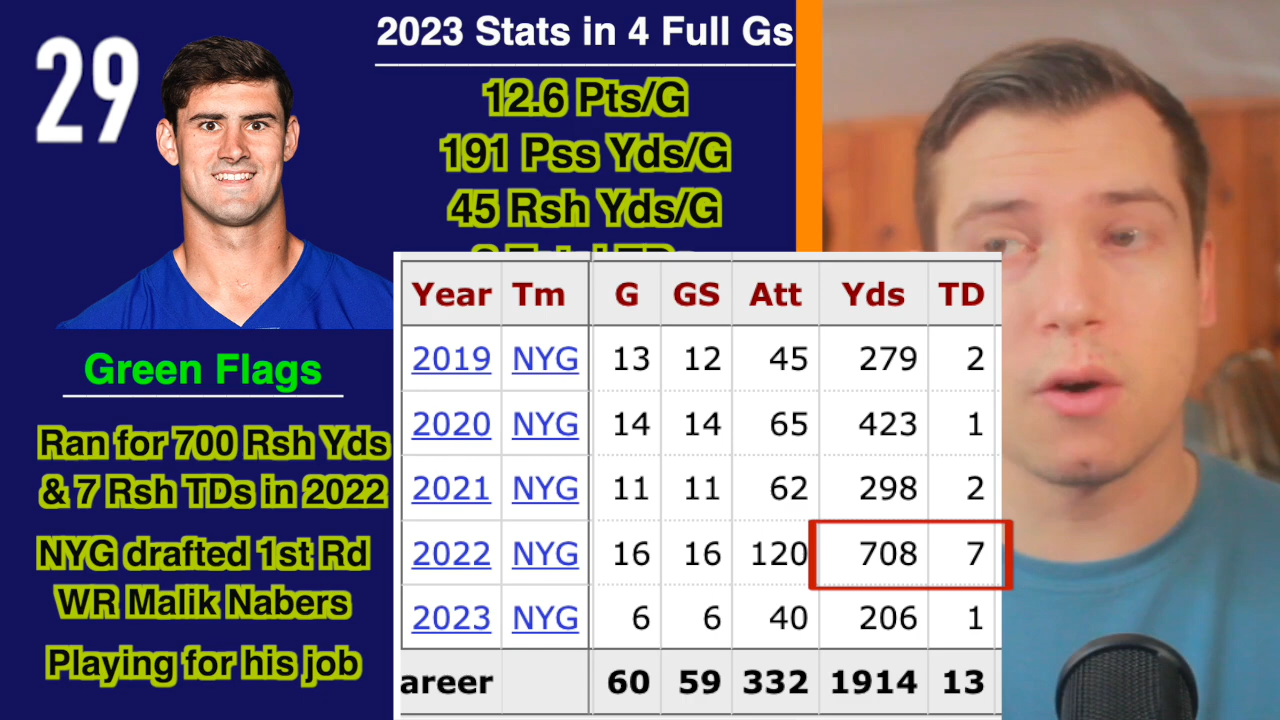 29
2023 Stats in 4 Full Gs
12.6 Pts/G
191 Pss Yds/G
45 Rsh Yds/G
Green Flags
Ran for 700 Rsh Yds
& 7 Rsh TDs in 2022
NYG drafted 1st Rd
WR Malik Nabers
Playing for his job
Year Tm G GS Att Yds TD
2019 NYG 13 12 45 279 2
2020 NYG 14 14 65 423 1
2021 NYG 11 11 62 298 2
2022 NYG 16 16 120 708 7
2023 NYG 6 6 40 206 1
areer 60 59 332 1914 13